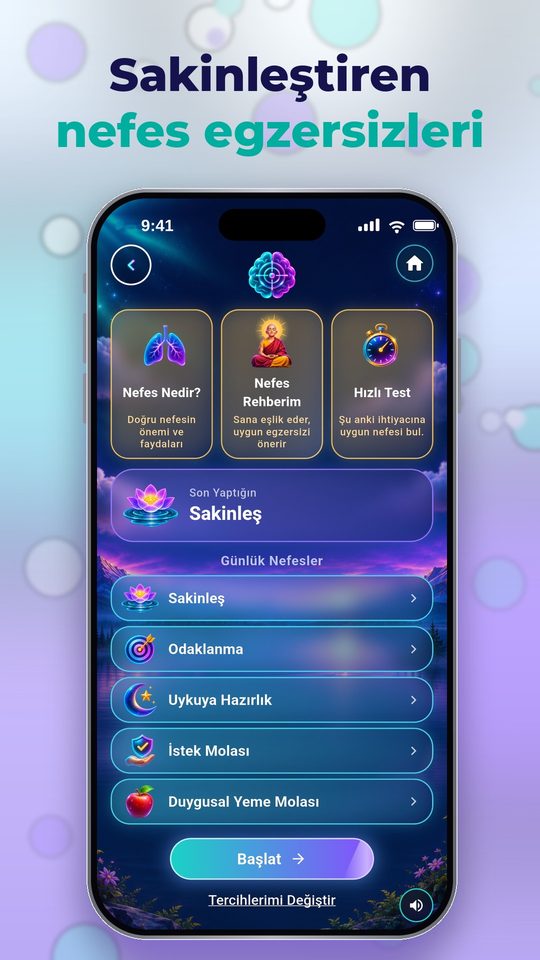 Sakinleştiren
nefes egzersizleri
9:41
Nefes Nedir?
Doğru nefesin
önemi ve
faydaları
Nefes
Rehberim
Sana eşlik eder,
uygun egzersizi
önerir
Hızlı Test
Şu anki ihtiyacına
uygun nefesi bul.
Son Yaptığın
Sakinleş
Günlük Nefesler
Sakinleş
Odaklanma
Uykuya Hazırlık
İstek Molası
Duygusal Yeme Molası
Başlat →
Tercihlerimi Değiştir